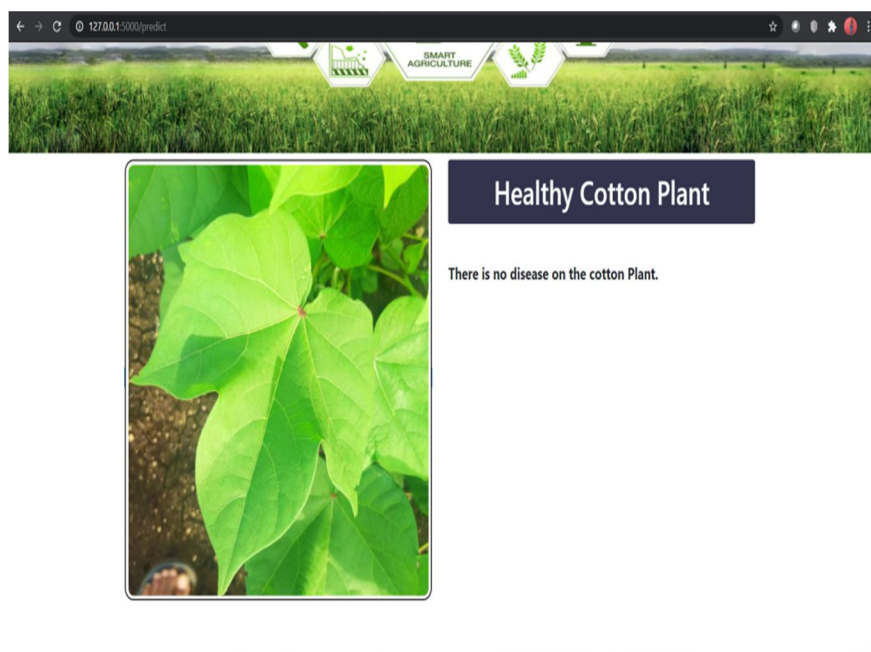 127.0.0.1:5000/predict
SMART
AGRICULTURE
Healthy Cotton Plant
There is no disease on the cotton Plant.